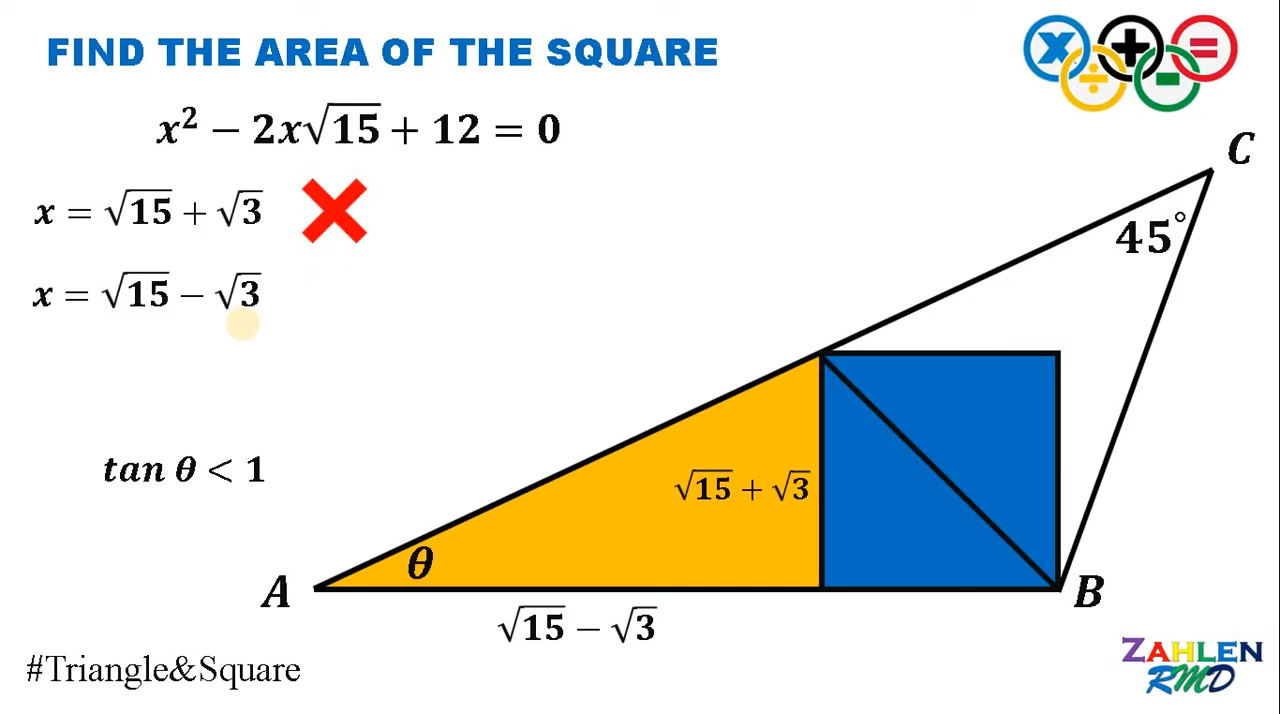 FIND THE AREA OF THE SQUARE
x² − 2x√15 + 12 = 0
x = √15 + √3
x = √15 − √3
tan θ < 1
C
45°
√15 + √3
θ
A
B
√15 − √3
#Triangle&Square
ZAHLEN
RMD
× + =
÷ -